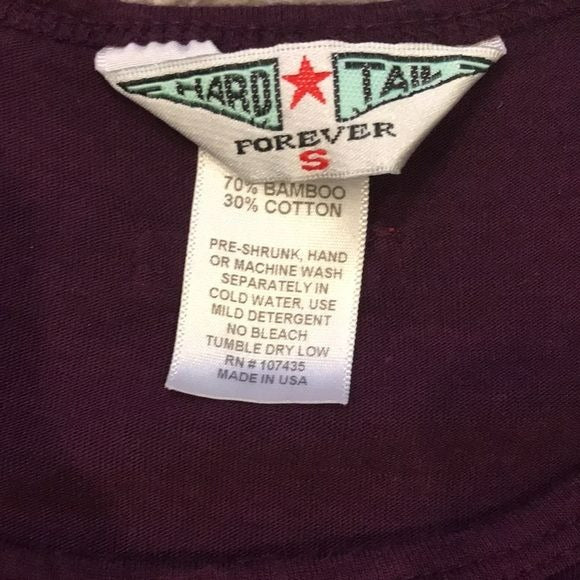 HARD TAIL
FOREVER
S
70% BAMBOO
30% COTTON
PRE-SHRUNK, HAND
OR MACHINE WASH
SEPARATELY IN
COLD WATER. USE
MILD DETERGENT
NO BLEACH
TUMBLE DRY LOW
RN # 107435
MADE IN USA